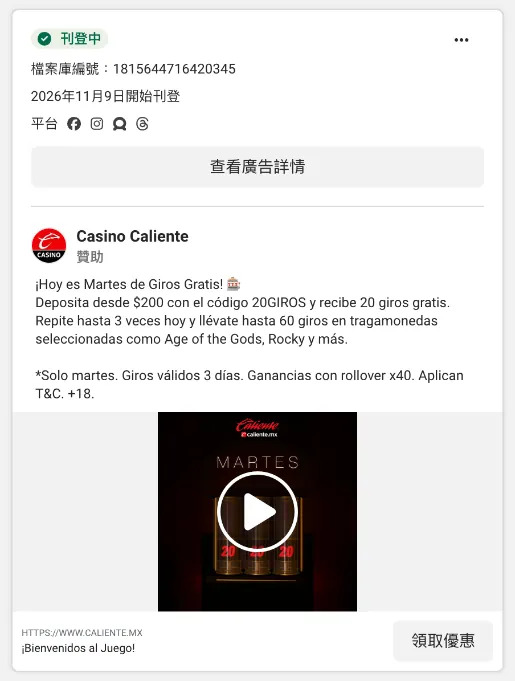 刊登中
檔案庫編號：1815644716420345
2026年11月9日開始刊登
平台
查看廣告詳情
CASINO
Casino Caliente
贊助
¡Hoy es Martes de Giros Gratis! 🎰
Deposita desde $200 con el código 20GIROS y recibe 20 giros gratis.
Repite hasta 3 veces hoy y llévate hasta 60 giros en tragamonedas
seleccionadas como Age of the Gods, Rocky y más.
*Solo martes. Giros válidos 3 días. Ganancias con rollover x40. Aplican
T&C. +18.
Caliente
caliente.mx
MARTES
20 20 20
HTTPS://WWW.CALIENTE.MX
¡Bienvenidos al Juego!
領取優惠